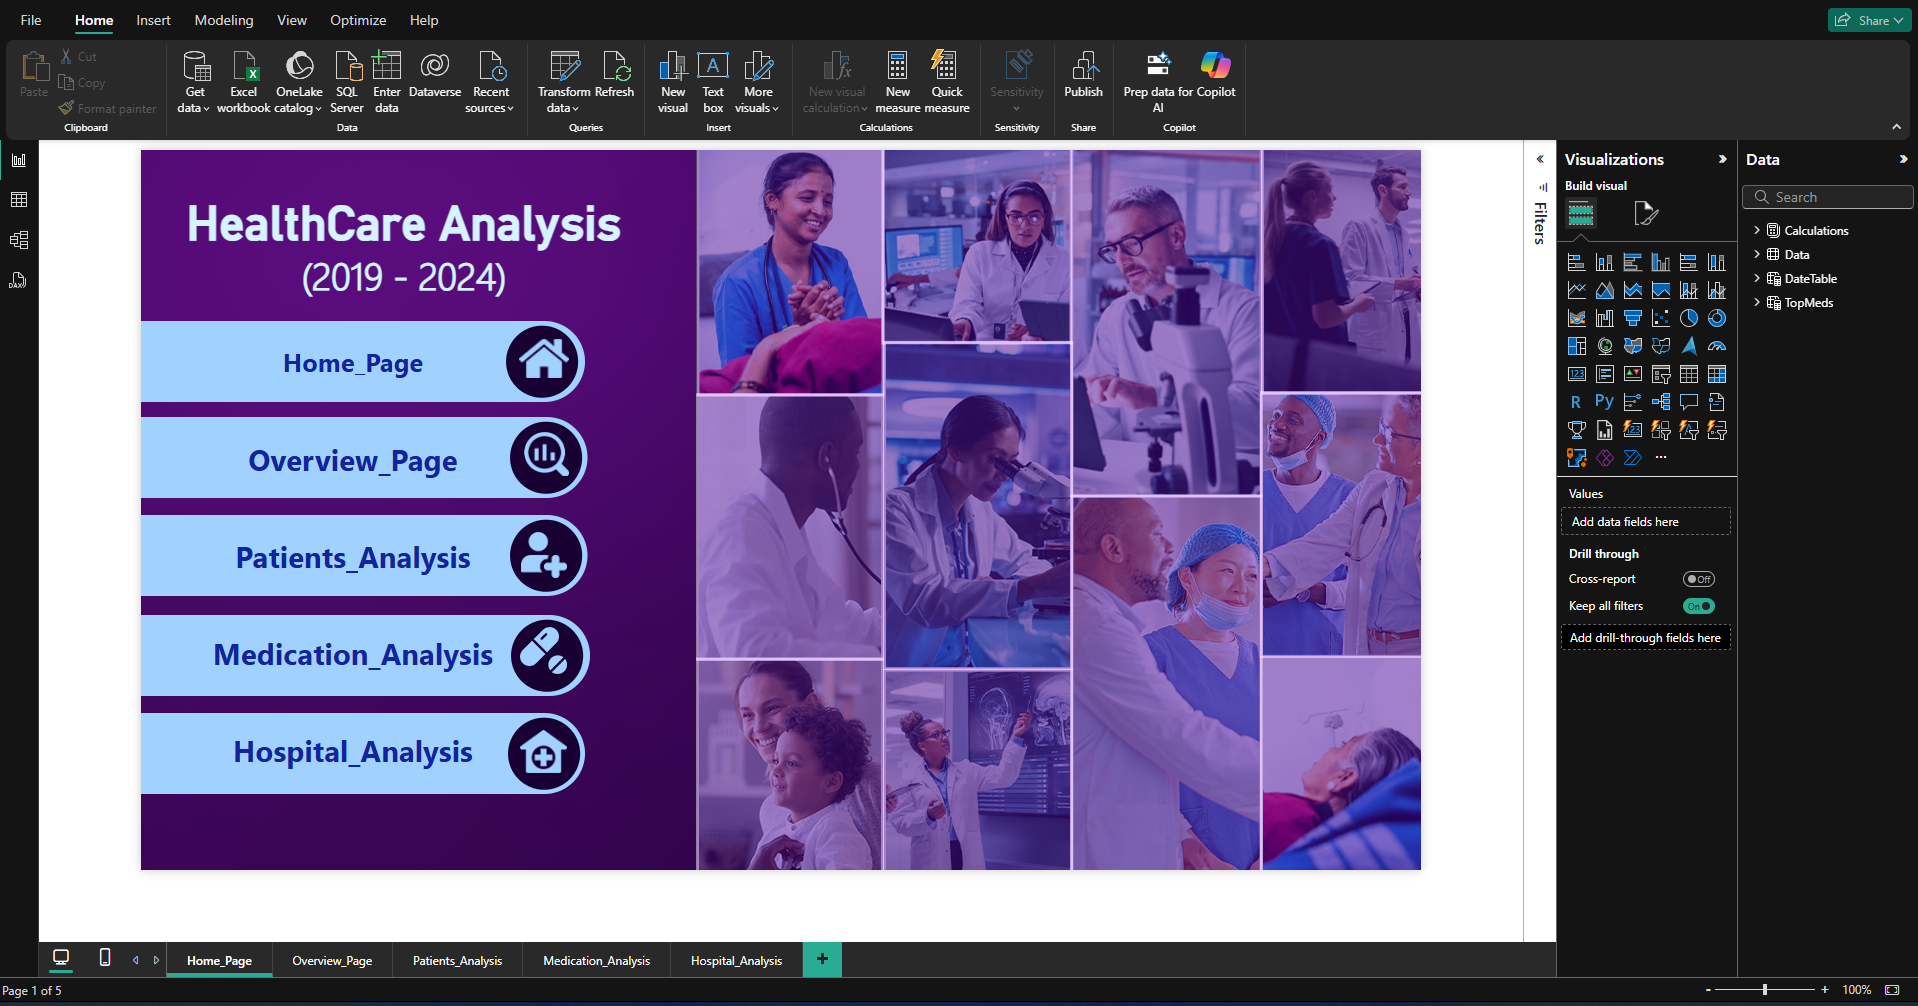 File Home Insert Modeling View Optimize Help
Share
Paste
Cut
Copy
Format painter
Clipboard
Get data
Excel workbook
OneLake catalog
SQL Server
Enter data
Dataverse
Recent sources
Data
Transform data
Refresh
Queries
New visual
Text box
More visuals
Insert
New visual calculation
New measure
Quick measure
Calculations
Sensitivity
Sensitivity
Publish
Share
Prep data for AI
Copilot
Copilot
HealthCare Analysis
(2019 - 2024)
Home_Page
Overview_Page
Patients_Analysis
Medication_Analysis
Hospital_Analysis
Filters
Visualizations
Build visual
123
R Py
123
Values
Add data fields here
Drill through
Cross-report
Off
Keep all filters
On
Add drill-through fields here
Data
Search
Calculations
Data
DateTable
TopMeds
Home_Page Overview_Page Patients_Analysis Medication_Analysis Hospital_Analysis +
Page 1 of 5
- + 100%